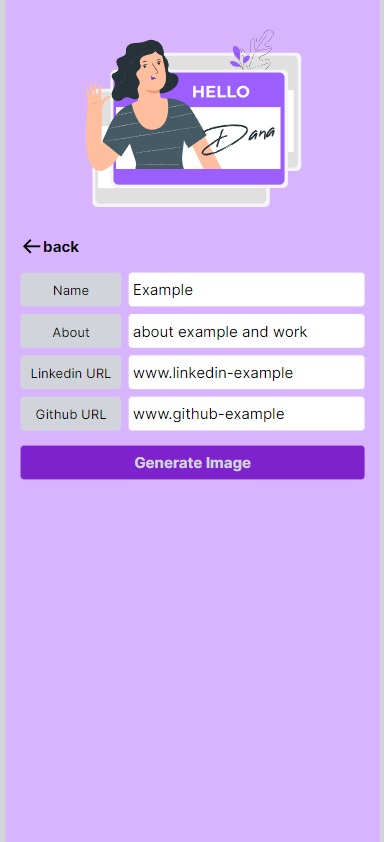 HELLO
Dana
back
Name Example
About about example and work
Linkedin URL www.linkedin-example
Github URL www.github-example
Generate Image